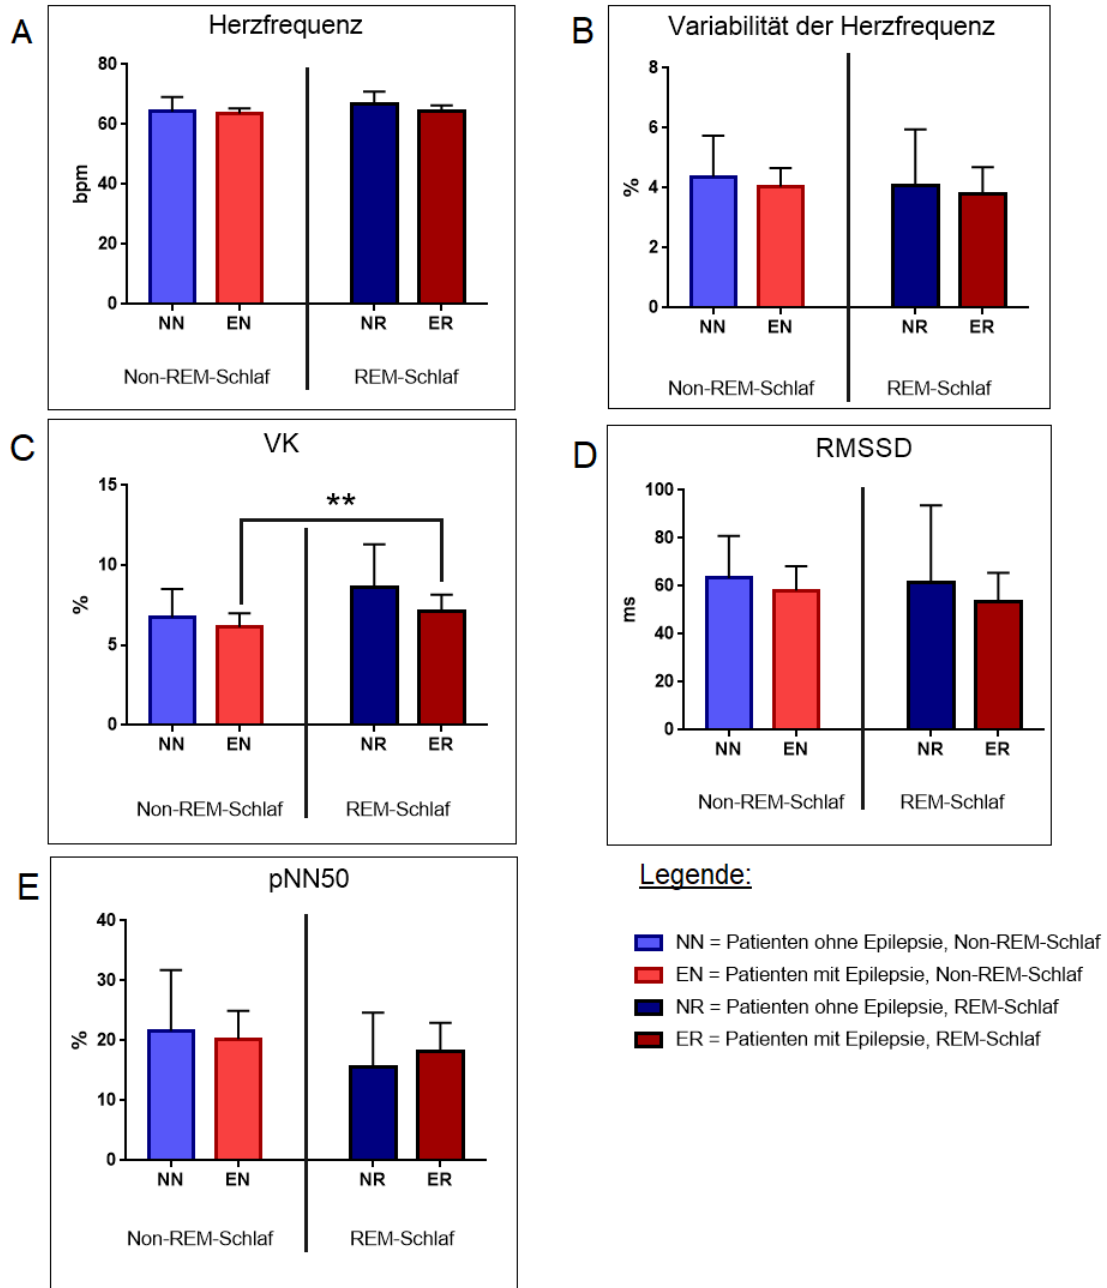 A
Herzfrequenz
80
60
40
20
0
bpm
NN EN NR ER
Non-REM-Schlaf REM-Schlaf
B
Variabilität der Herzfrequenz
8
6
4
2
0
%
NN EN NR ER
Non-REM-Schlaf REM-Schlaf
C
VK
15
10
5
0
%
**
NN EN NR ER
Non-REM-Schlaf REM-Schlaf
D
RMSSD
100
80
60
40
20
0
ms
NN EN NR ER
Non-REM-Schlaf REM-Schlaf
E
pNN50
40
30
20
10
0
%
NN EN NR ER
Non-REM-Schlaf REM-Schlaf
Legende:
NN = Patienten ohne Epilepsie, Non-REM-Schlaf
EN = Patienten mit Epilepsie, Non-REM-Schlaf
NR = Patienten ohne Epilepsie, REM-Schlaf
ER = Patienten mit Epilepsie, REM-Schlaf